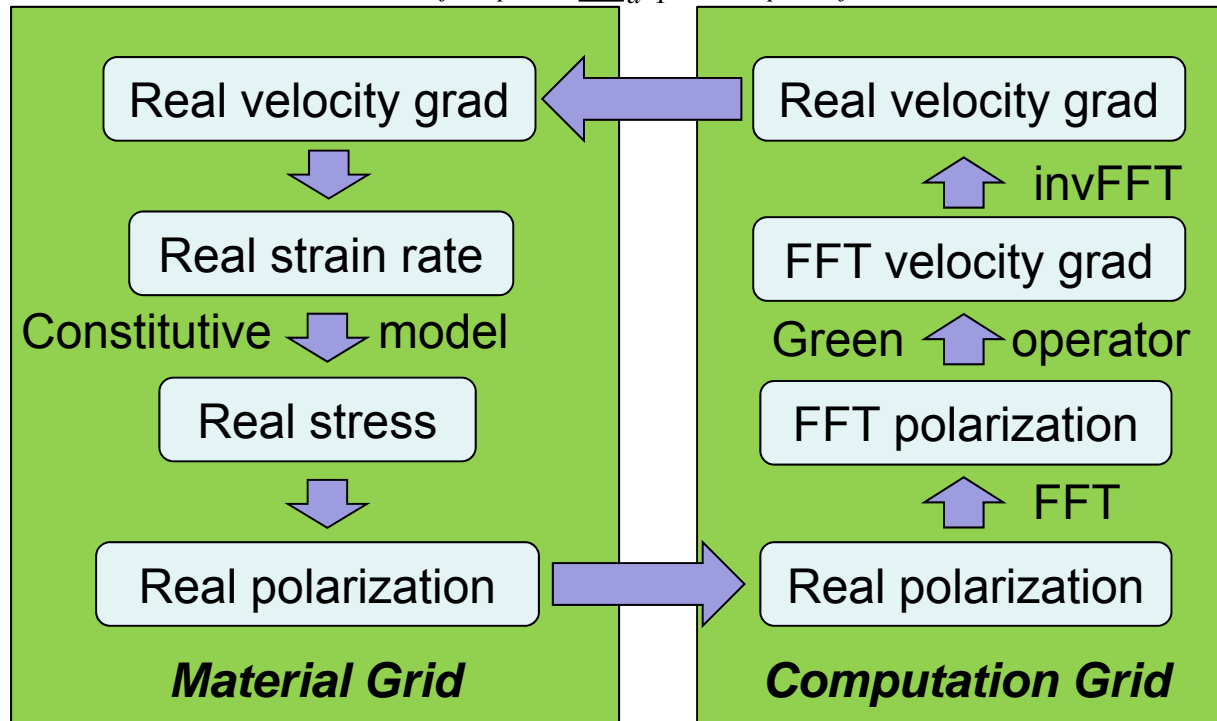 Real velocity grad
Real strain rate
Constitutive model
Real stress
Real polarization
Material Grid
Real velocity grad
invFFT
FFT velocity grad
Green operator
FFT polarization
FFT
Real polarization
Computation Grid